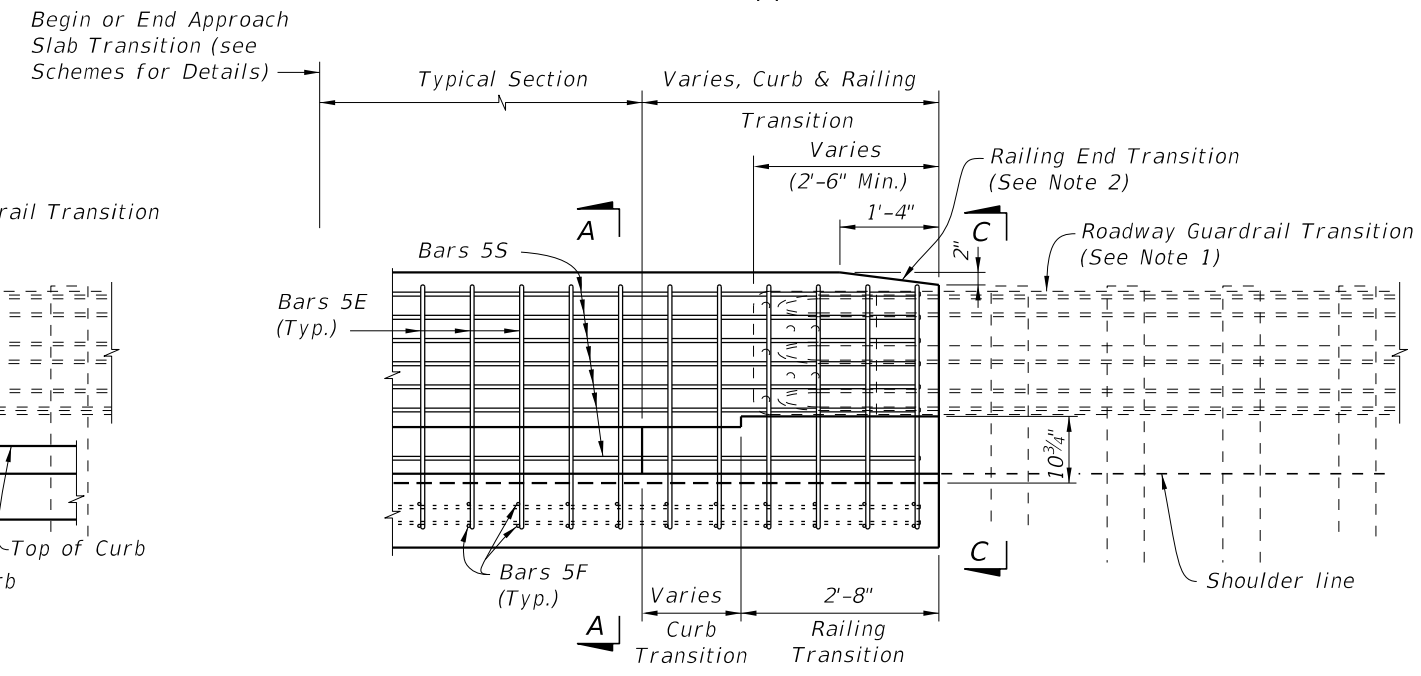 Begin or End Approach
Slab Transition (see
Schemes for Details)
Typical Section
Varies, Curb & Railing
Transition
Varies
(2'-6" Min.)
Railing End Transition
(See Note 2)
rail Transition
1'-4"
A
C
2"
Roadway Guardrail Transition
(See Note 1)
Bars 5S
Bars 5E
(Typ.)
10¾"
Top of Curb
rb
Bars 5F
(Typ.)
C
Shoulder line
Varies
2'-8"
A
Curb
Transition
Railing
Transition